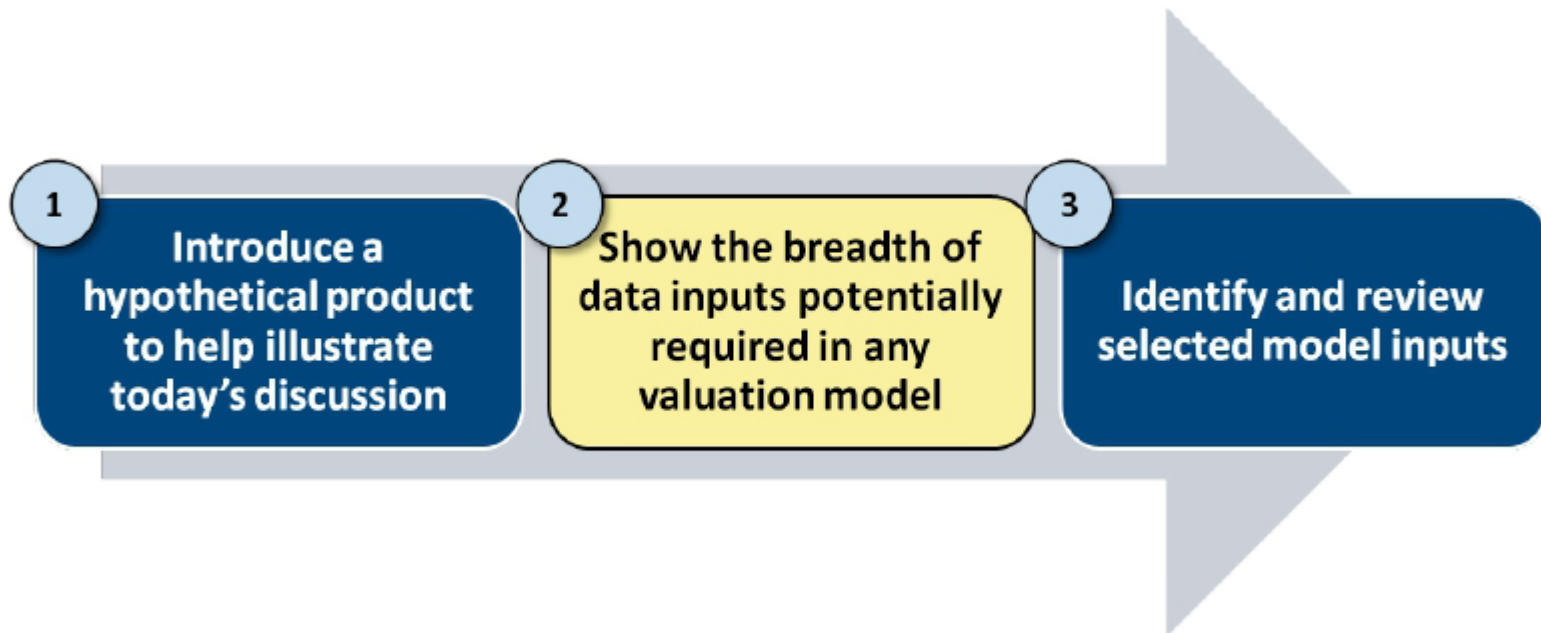 1
Introduce a
hypothetical product
to help illustrate
today's discussion
2
Show the breadth of
data inputs potentially
required in any
valuation model
3
Identify and review
selected model inputs